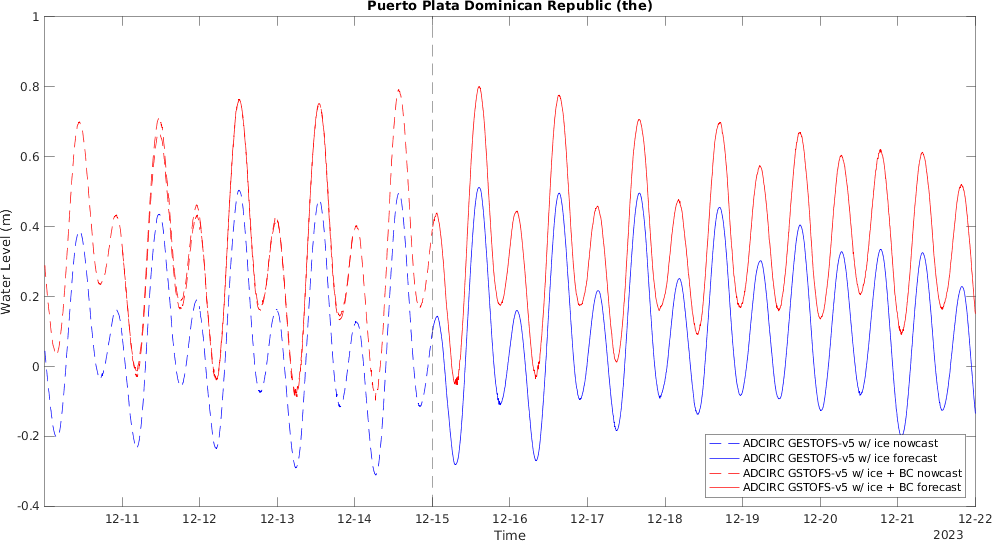 Puerto Plata Dominican Republic (the)
1
0.8
0.6
0.4
0.2
0
-0.2
-0.4
Water Level (m)
ADCIRC GESTOFS-v5 w/ ice nowcast
ADCIRC GESTOFS-v5 w/ ice forecast
ADCIRC GSTOFS-v5 w/ ice + BC nowcast
ADCIRC GSTOFS-v5 w/ ice + BC forecast
12-11 12-12 12-13 12-14 12-15 12-16 12-17 12-18 12-19 12-20 12-21 12-22
Time
2023